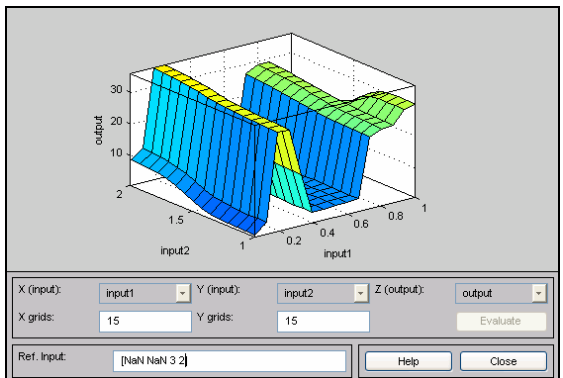 30
20
10
output
2
1.5
1
input2
0.2
0.4
0.6
0.8
1
input1
X (input): input1 Y (input): input2 Z (output): output
X grids: 15 Y grids: 15 Evaluate
Ref. Input: [NaN NaN 3 2] Help Close